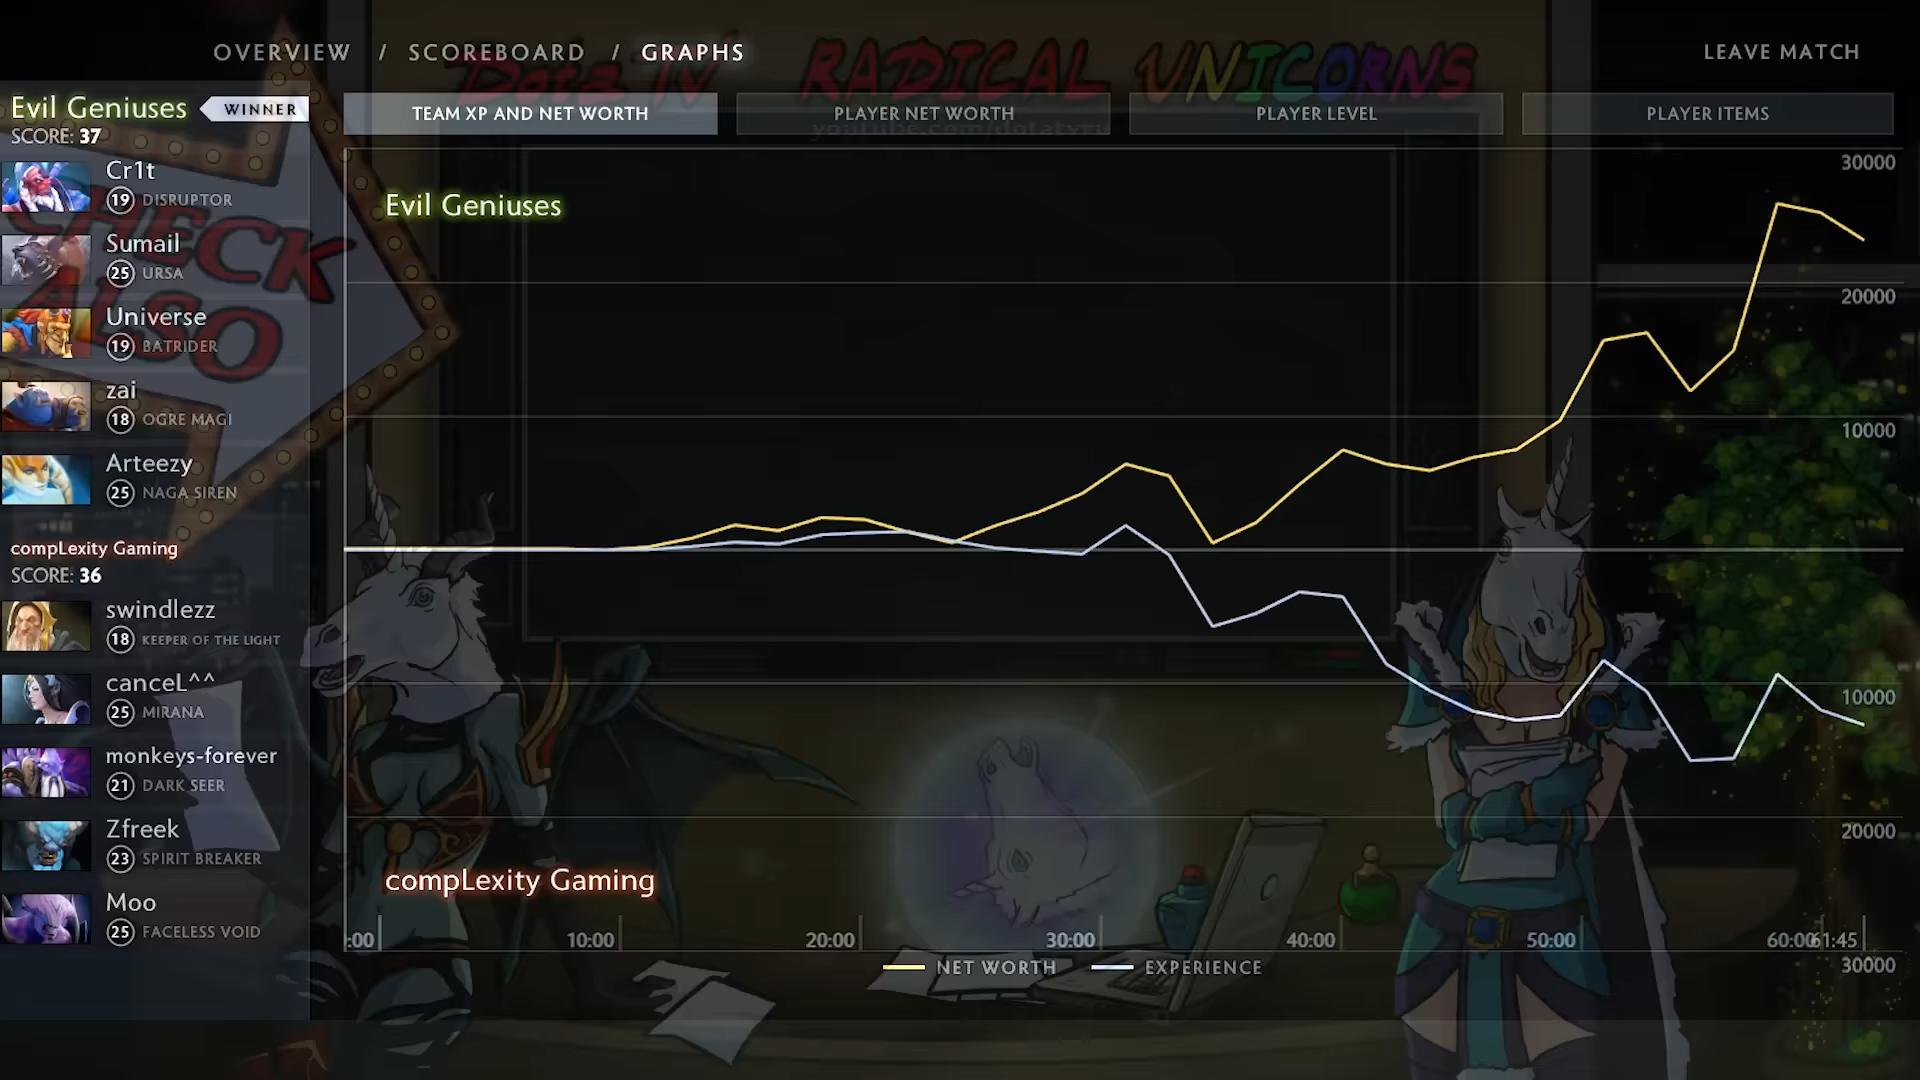 OVERVIEW / SCOREBOARD / GRAPHS
LEAVE MATCH
Dota Tv RADICAL UNICORNS
Evil Geniuses WINNER
SCORE: 37
TEAM XP AND NET WORTH
PLAYER NET WORTH
PLAYER LEVEL
PLAYER ITEMS
Cr1t
19 DISRUPTOR
Sumail
25 URSA
Universe
19 BATRIDER
zai
18 OGRE MAGI
Arteezy
25 NAGA SIREN
CHECK
ALSO
compLexity Gaming
SCORE: 36
swindlezz
18 KEEPER OF THE LIGHT
canceL^^
25 MIRANA
monkeys-forever
21 DARK SEER
Zfreek
23 SPIRIT BREAKER
Moo
25 FACELESS VOID
Evil Geniuses
30000
20000
10000
10000
20000
30000
compLexity Gaming
:00
10:00
20:00
30:00
40:00
50:00
60:00
61:45
NET WORTH
EXPERIENCE